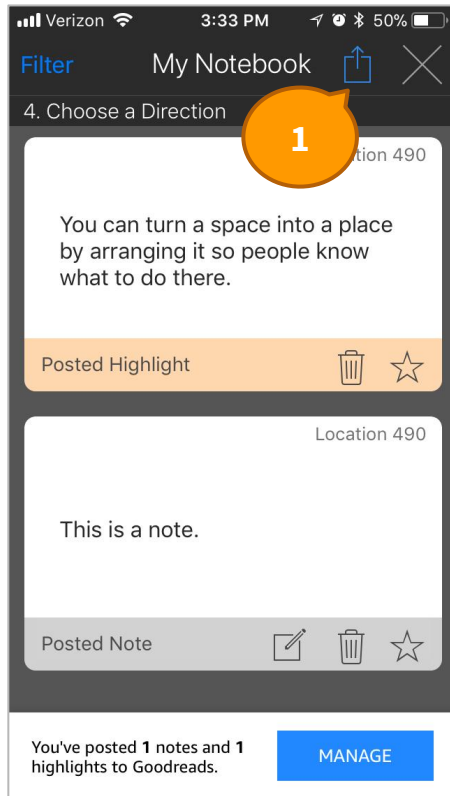 Verizon 3:33 PM 50%
Filter My Notebook
4. Choose a Direction
1
tion 490
You can turn a space into a place
by arranging it so people know
what to do there.
Posted Highlight
Location 490
This is a note.
Posted Note
You've posted 1 notes and 1
highlights to Goodreads.
MANAGE